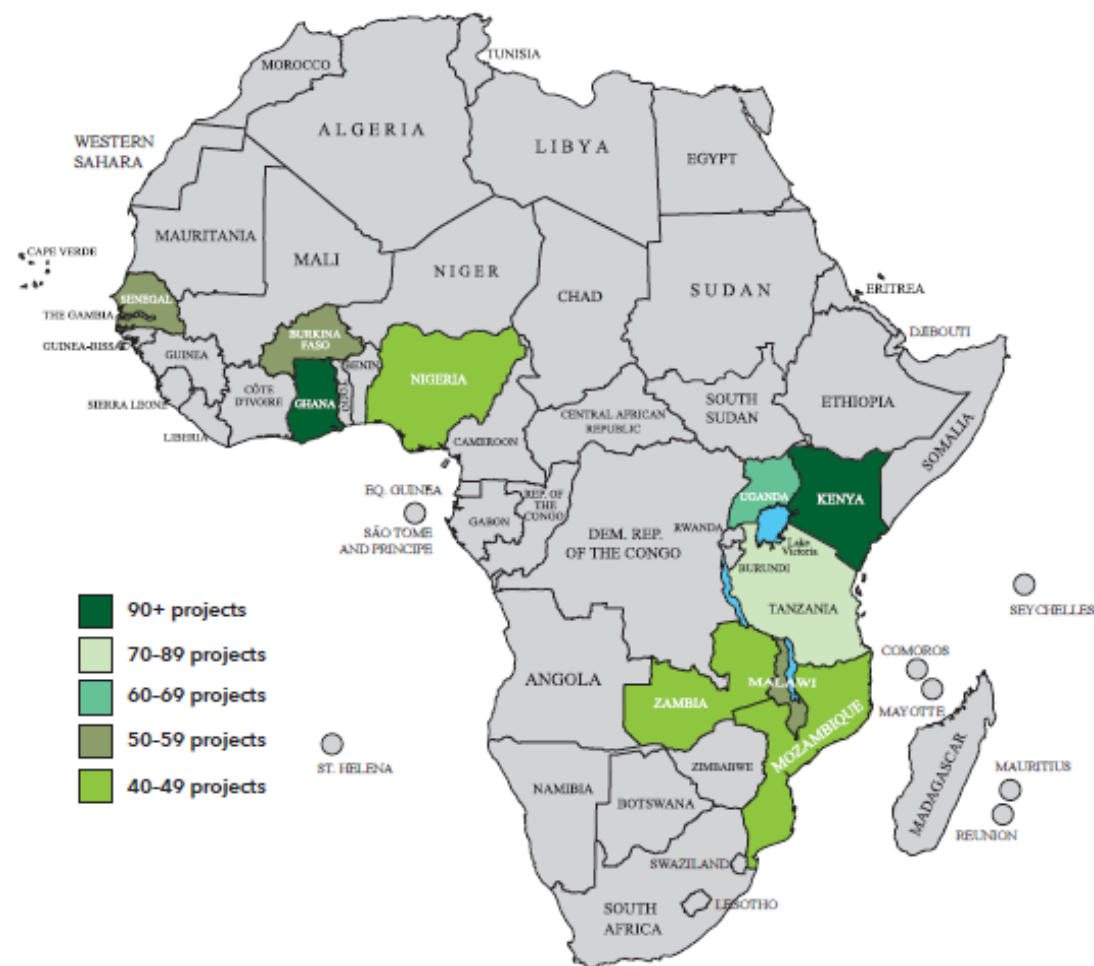 TUNISIA
MOROCCO
ALGERIA
LIBYA
EGYPT
WESTERN
SAHARA
MAURITANIA
MALI
NIGER
CHAD
SUDAN
ERITREA
CAPE VERDE
SENEGAL
THE GAMBIA
GUINEA-BISSAU
GUINEA
SIERRA LEONE
LIBERIA
CÔTE
D'IVOIRE
BURKINA
FASO
GHANA
TOGO
BENIN
NIGERIA
CAMEROON
CENTRAL AFRICAN
REPUBLIC
SOUTH
SUDAN
ETHIOPIA
DJIBOUTI
SOMALIA
EQ. GUINEA
SÃO TOME
AND PRINCIPE
GABON
REP. OF
THE
CONGO
DEM. REP.
OF THE CONGO
UGANDA
KENYA
RWANDA
BURUNDI
Lake
Victoria
TANZANIA
SEYCHELLES
COMOROS
MAYOTTE
ANGOLA
ZAMBIA
MALAWI
MOZAMBIQUE
MADAGASCAR
MAURITIUS
REUNION
ST. HELENA
NAMIBIA
BOTSWANA
ZIMBABWE
SWAZILAND
LESOTHO
SOUTH
AFRICA
90+ projects
70-89 projects
60-69 projects
50-59 projects
40-49 projects